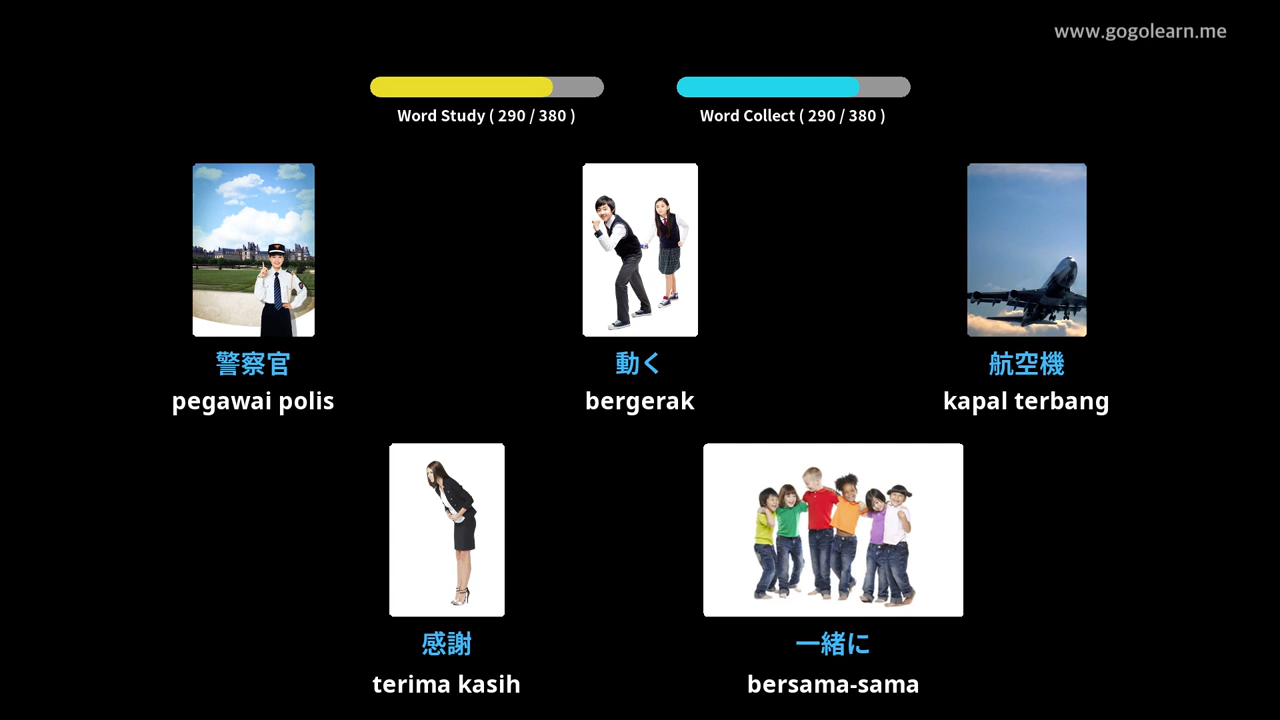 www.gogolearn.me
Word Study ( 290 / 380 )
Word Collect ( 290 / 380 )
警察官
pegawai polis
動く
bergerak
航空機
kapal terbang
感謝
terima kasih
一緒に
bersama-sama